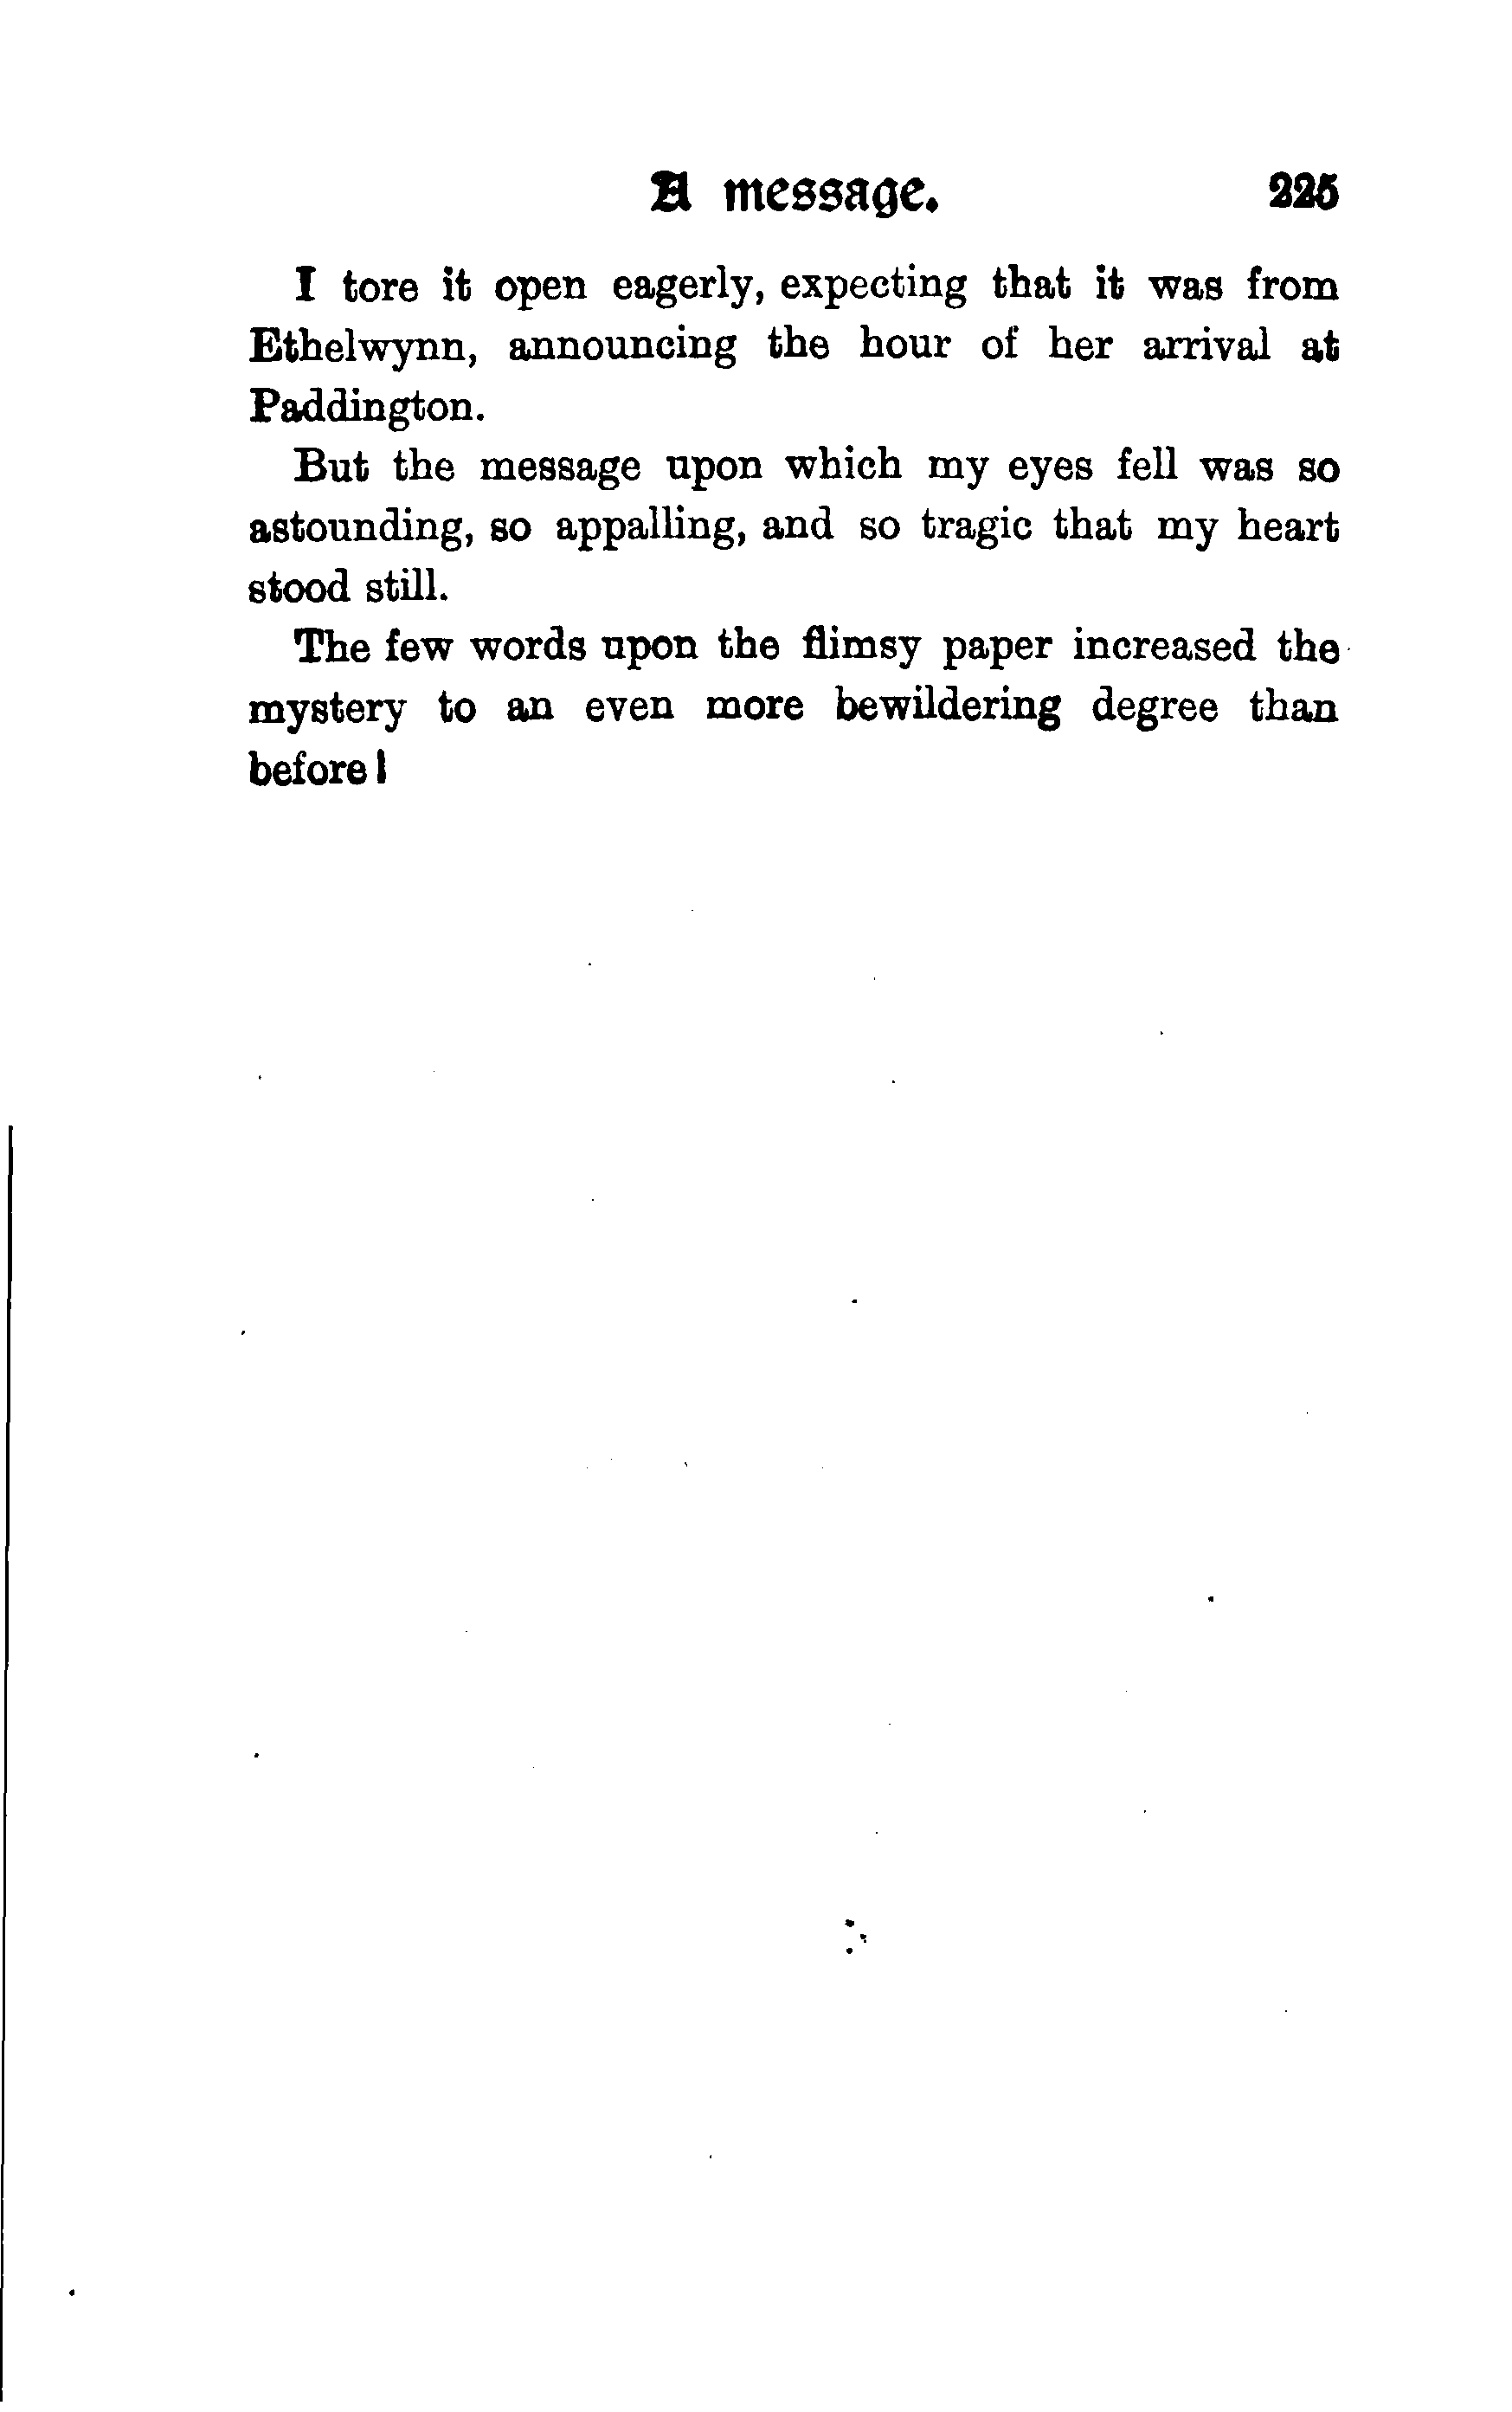 A message. 225
I tore it open eagerly, expecting that it was from
Ethelwynn, announcing the hour of her arrival at
Paddington.
But the message upon which my eyes fell was so
astounding, so appalling, and so tragic that my heart
stood still.
The few words upon the flimsy paper increased the
mystery to an even more bewildering degree than
before!